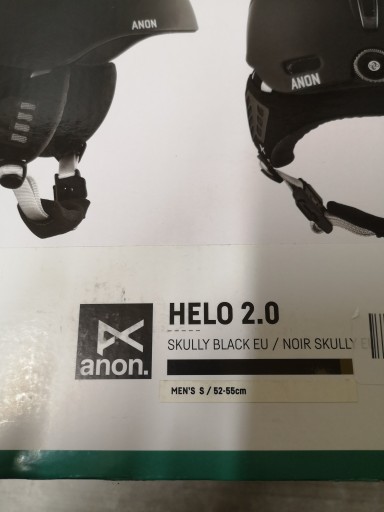 ANON
ANON
HELO 2.0
anon.
SKULLY BLACK EU / NOIR SKULLY E
MEN'S S / 52-55cm